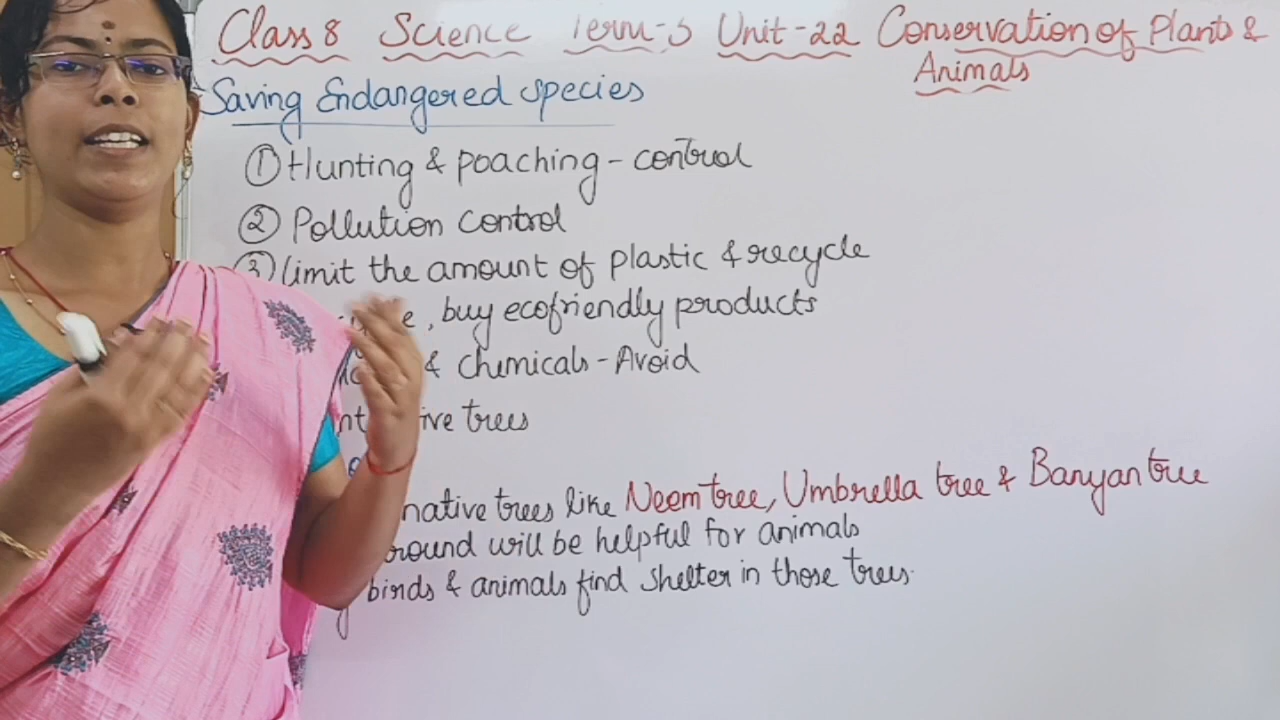 Class 8 Science Term-3 Unit-22 Conservation of Plants &
Animals
Saving Endangered species
① Hunting & poaching - control
② Pollution control
③ limit the amount of plastic & recycle
, buy ecofriendly products
& chemicals - Avoid
trees
native trees like Neem tree, Umbrella tree & Banyan tree
will be helpful for animals
birds & animals find shelter in those trees.